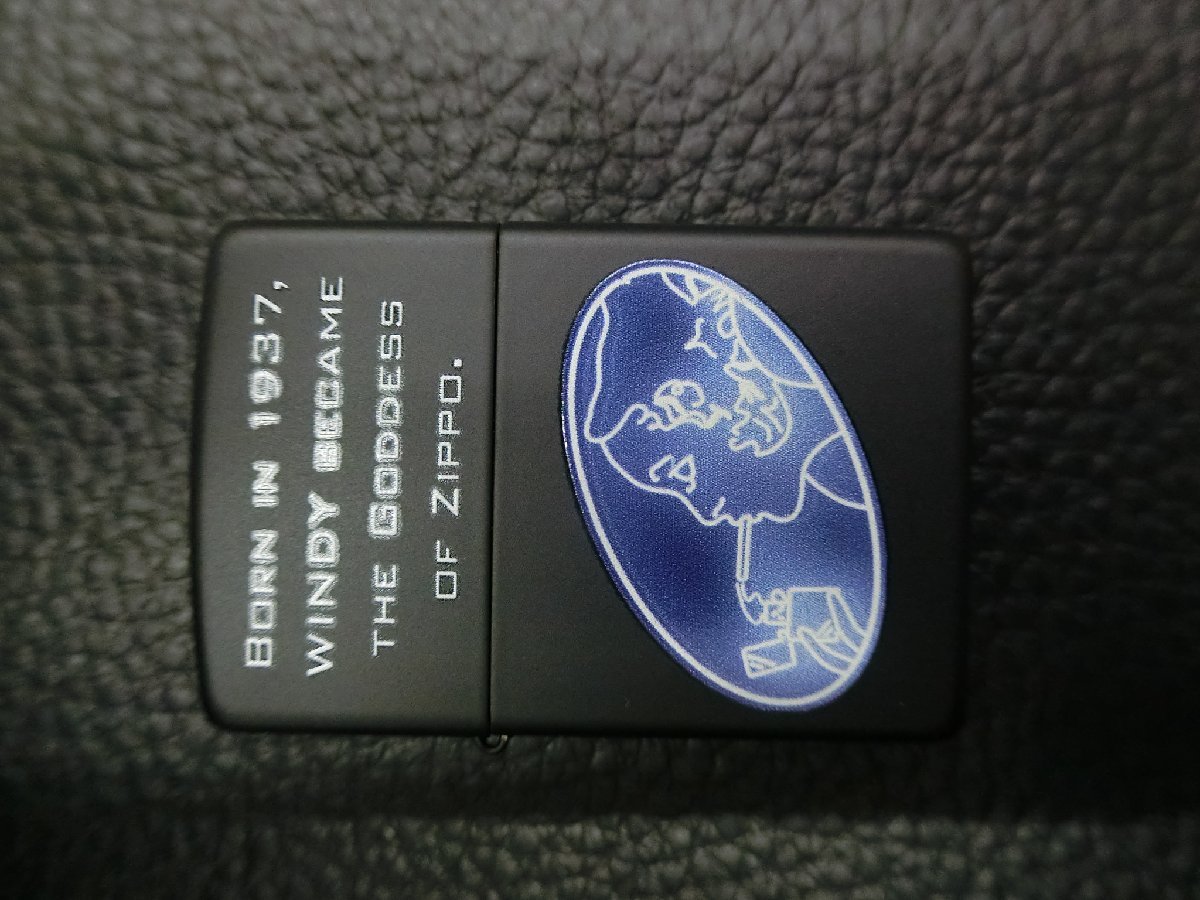 BORN IN 1937,
WINDY BECAME
THE GODDESS
OF ZIPPO.